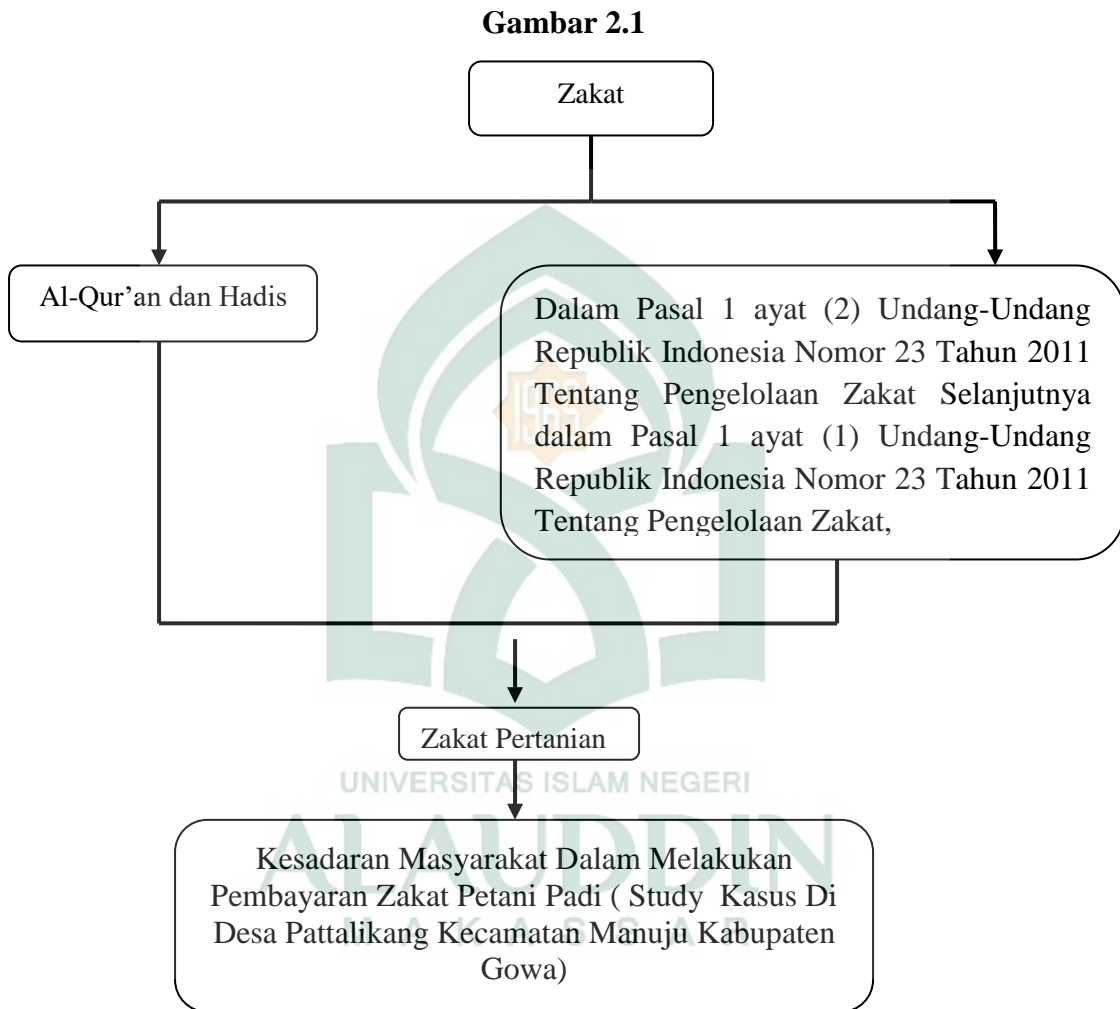 Gambar 2.1
Zakat
Al-Qur’an dan Hadis
Dalam Pasal 1 ayat (2) Undang-Undang
Republik Indonesia Nomor 23 Tahun 2011
Tentang Pengelolaan Zakat Selanjutnya
dalam Pasal 1 ayat (1) Undang-Undang
Republik Indonesia Nomor 23 Tahun 2011
Tentang Pengelolaan Zakat,
1965
Zakat Pertanian
UNIVERSITAS ISLAM NEGERI
ALAUDDIN
MAKASSAR
Kesadaran Masyarakat Dalam Melakukan
Pembayaran Zakat Petani Padi ( Study Kasus Di
Desa Pattalikang Kecamatan Manuju Kabupaten
Gowa)